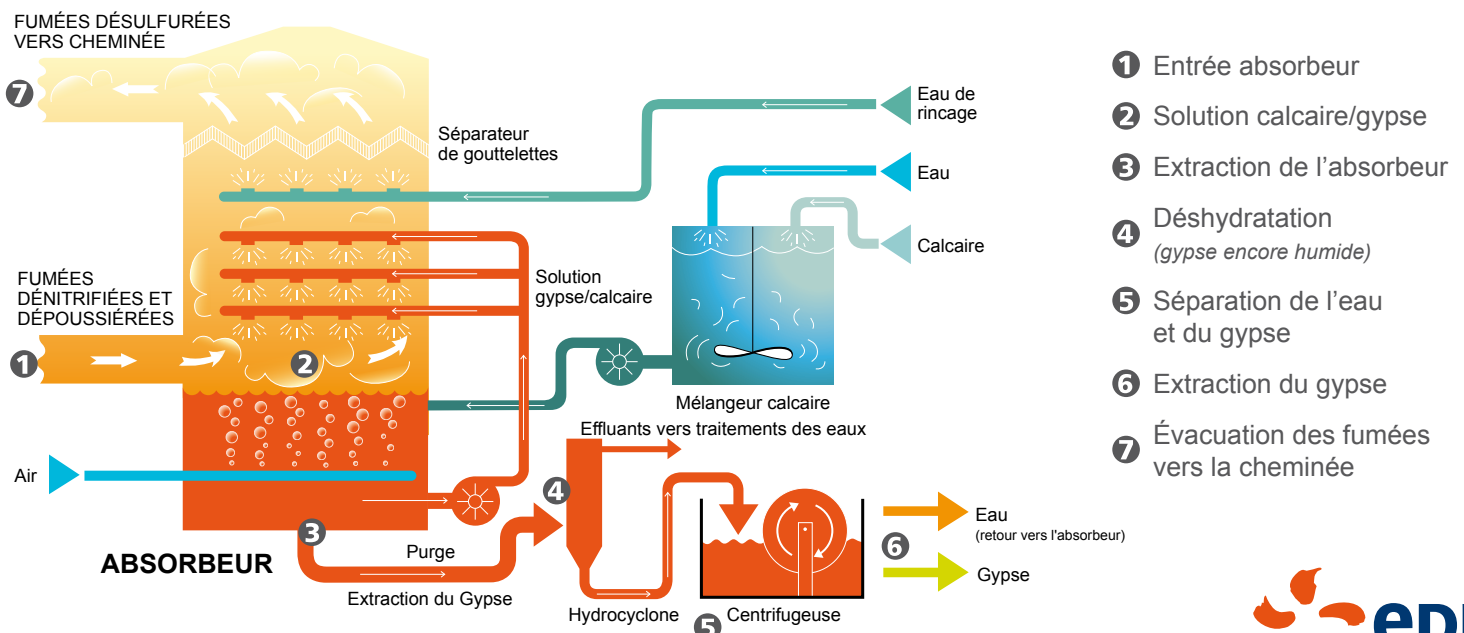 FUMÉES DÉSULFURÉES
VERS CHEMINÉE
7
Séparateur
de gouttelettes
Eau de
rincage
Eau
Calcaire
Solution
gypse/calcaire
FUMÉES
DÉNITRIFIÉES ET
DÉPOUSSIÉRÉES
1
2
Mélangeur calcaire
Effluants vers traitements des eaux
Air
3
4
ABSORBEUR
Purge
Extraction du Gypse
Hydrocyclone
5
Centrifugeuse
6
Eau
(retour vers l'absorbeur)
Gypse
1 Entrée absorbeur
2 Solution calcaire/gypse
3 Extraction de l’absorbeur
4 Déshydratation
(gypse encore humide)
5 Séparation de l’eau
et du gypse
6 Extraction du gypse
7 Évacuation des fumées
vers la cheminée